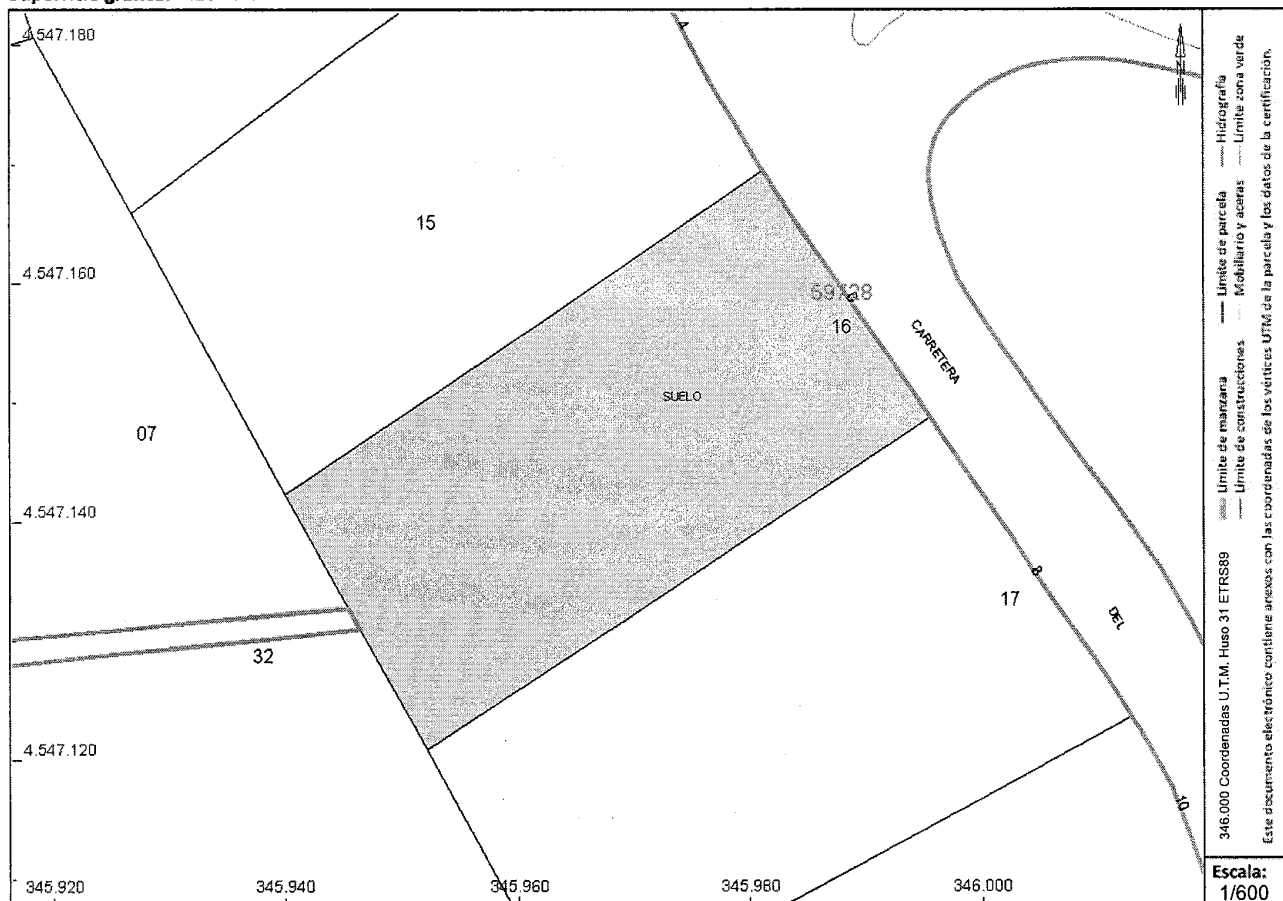 4.547.180
4.547.160
4.547.140
4.547.120
345.920
345.940
345.960
345.980
346.000
15
07
32
16
17
4
8
10
SUELO
CARRETERA
DEL
346.000 Coordenadas U.T.M. Huso 31 ETRS89
Límite de manzana
Límite de parcela
Hidrografía
Límite de construcciones
Mobiliario y aceras
Límite zona verde
Este documento electrónico contiene anexos con las coordenadas de los vértices UTM de la parcela y los datos de la certificación.
Escala:
1/600